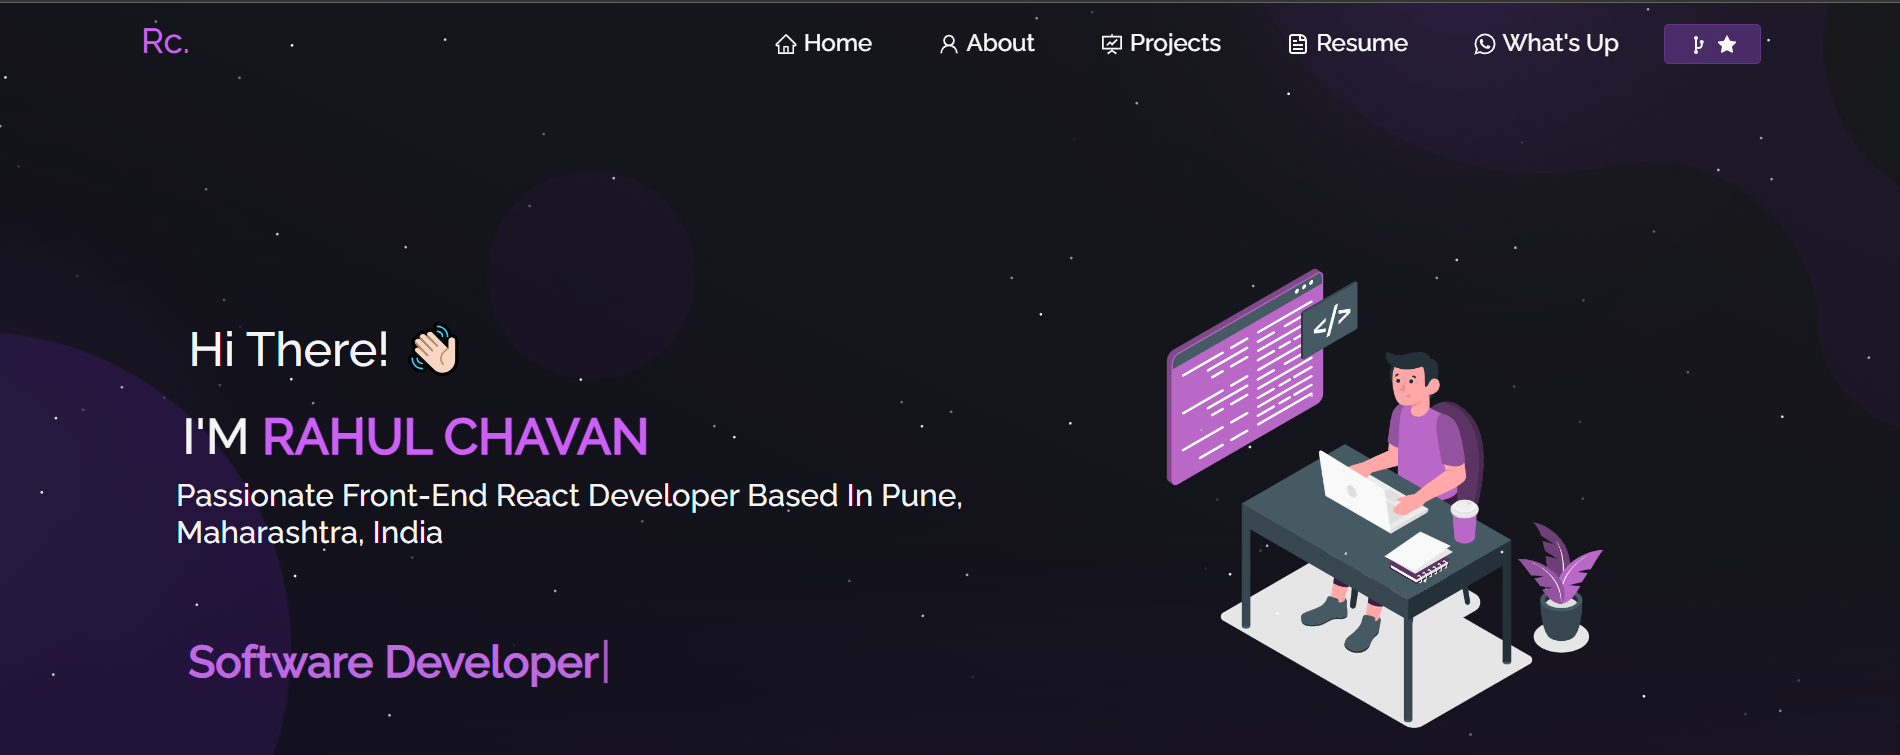 Rc.
Home
About
Projects
Resume
What's Up
Hi There!
</>
I'M RAHUL CHAVAN
Passionate Front-End React Developer Based In Pune,
Maharashtra, India
Software Developer